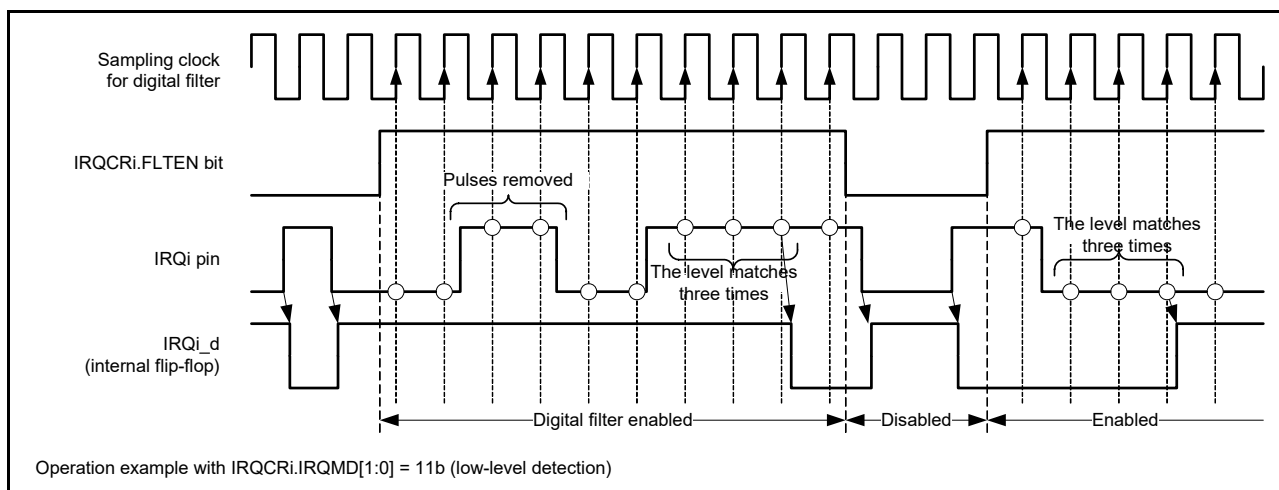 Sampling clock
for digital filter
IRQCRi.FLTEN bit
Pulses removed
IRQi pin
The level matches
three times
The level matches
three times
IRQi_d
(internal flip-flop)
Digital filter enabled
Disabled
Enabled
Operation example with IRQCRi.IRQMD[1:0] = 11b (low-level detection)